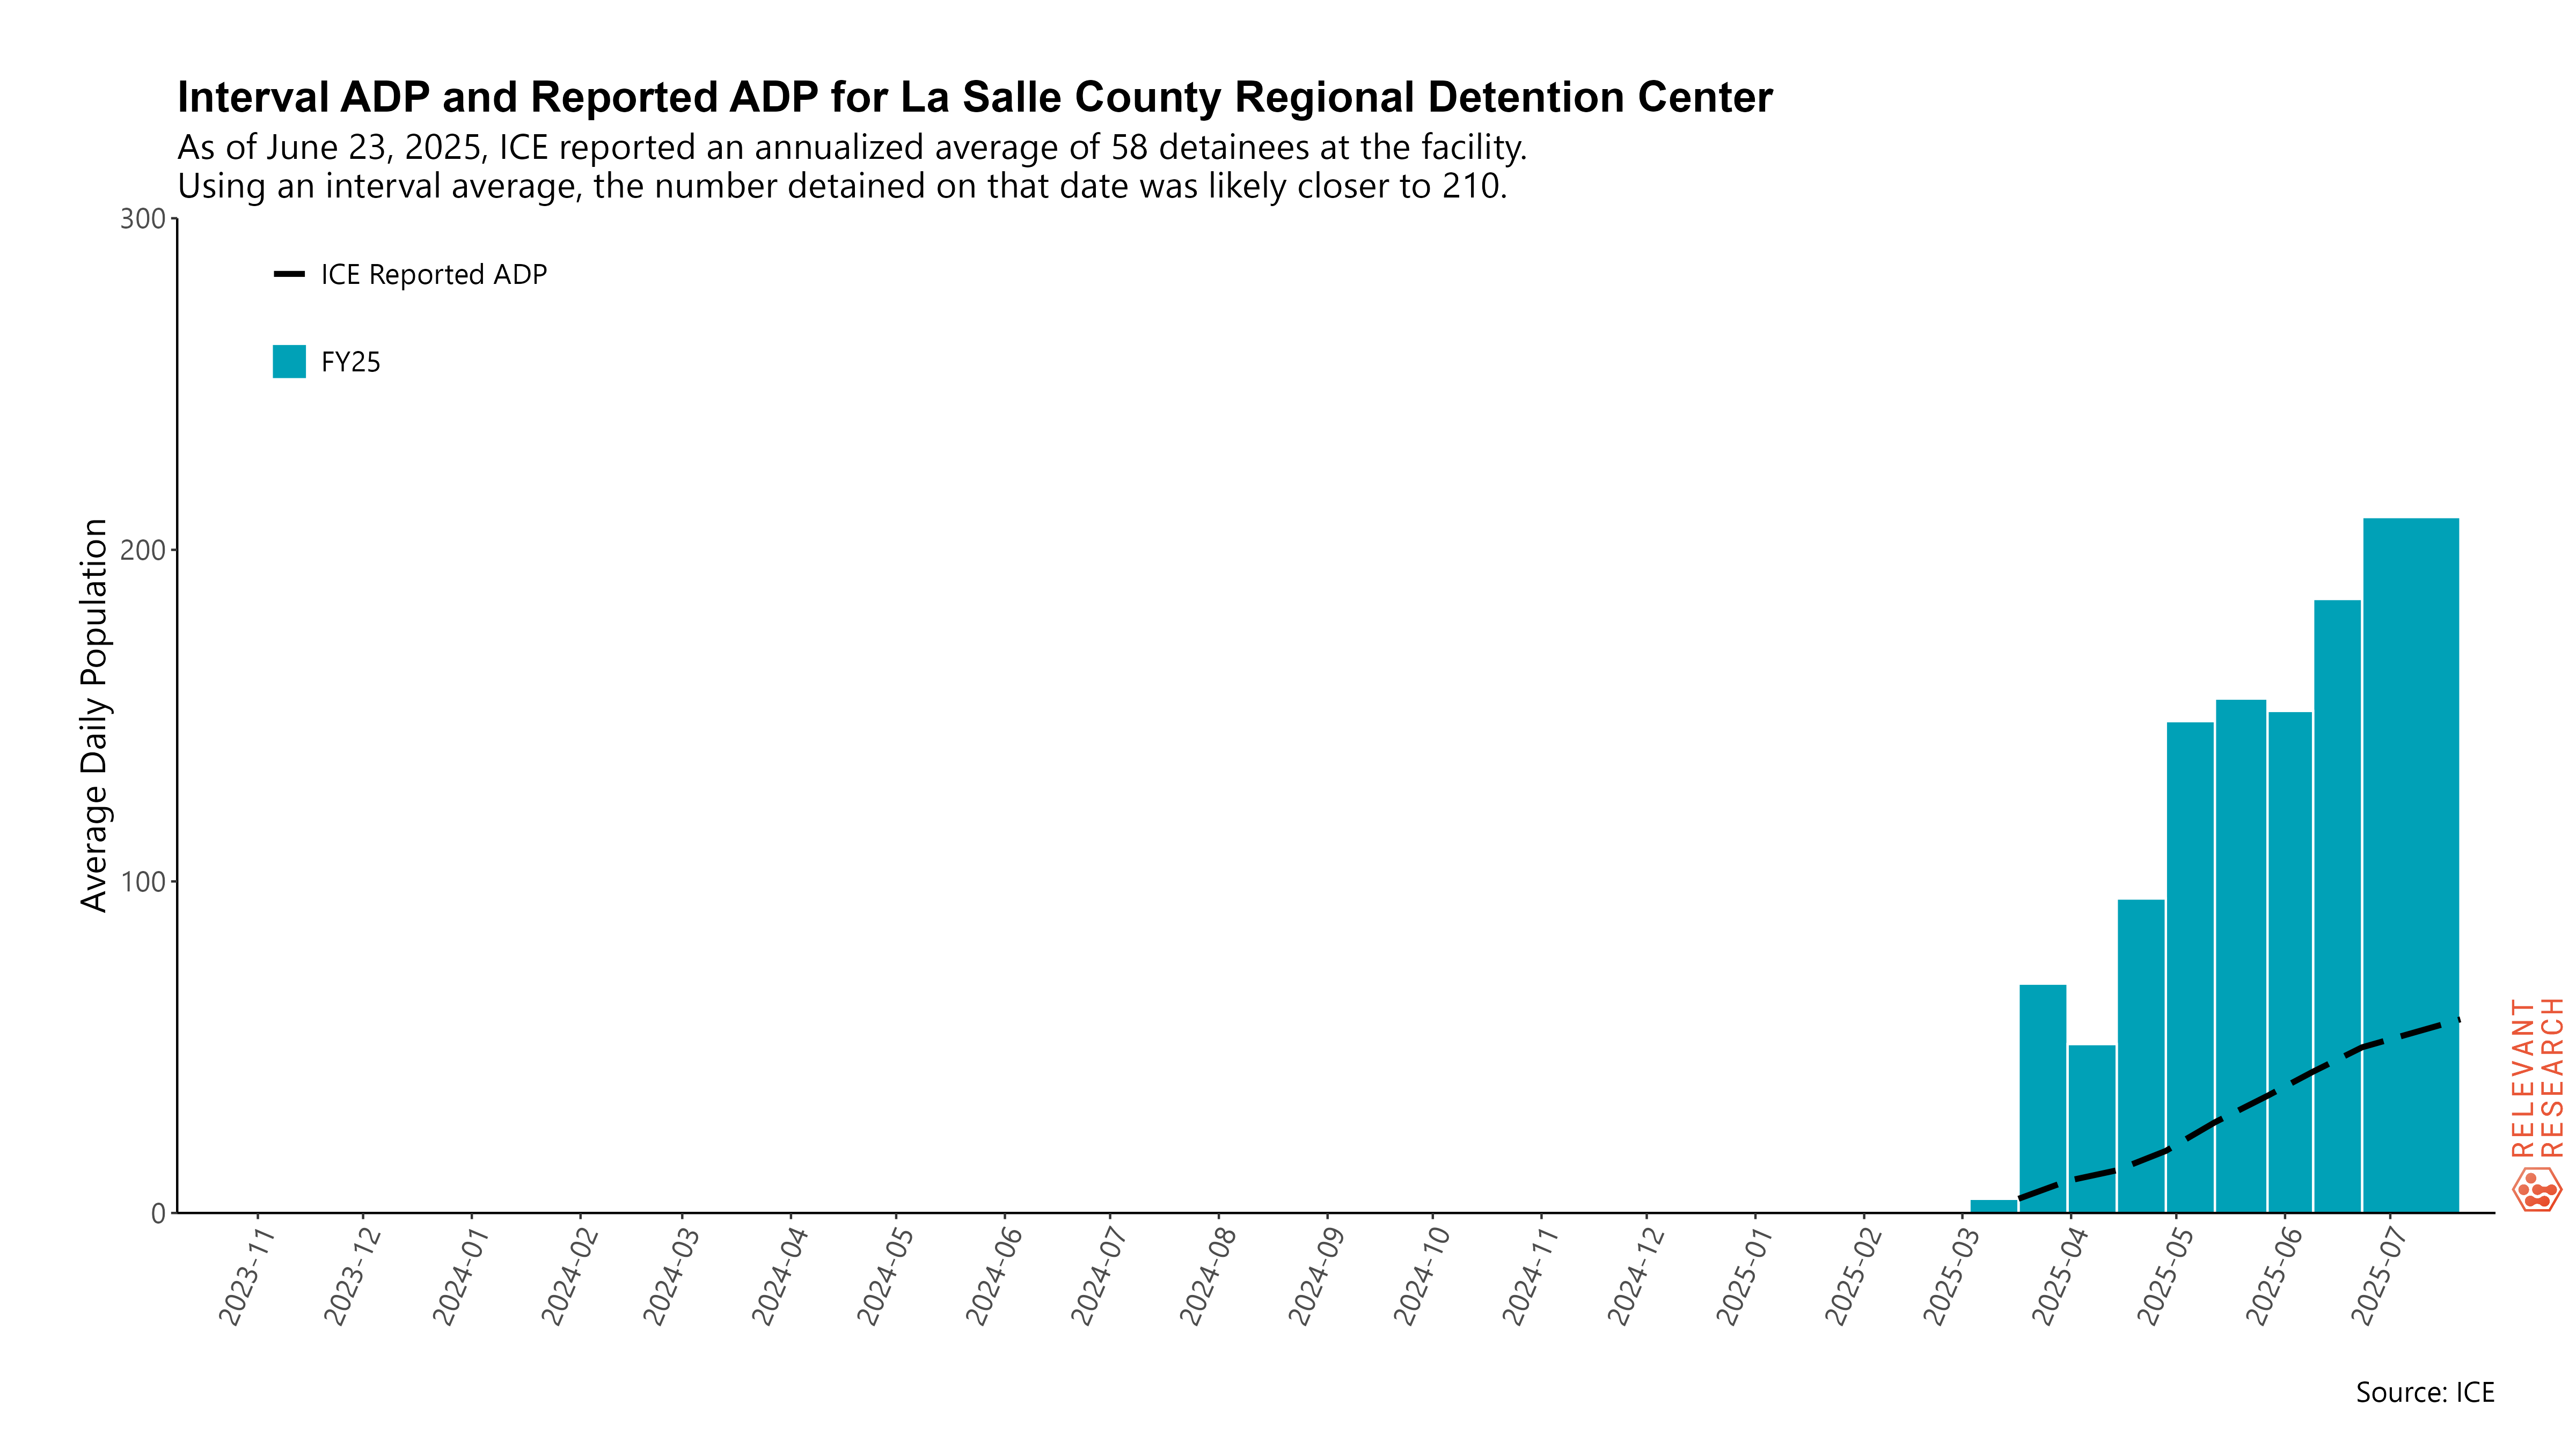 Interval ADP and Reported ADP for La Salle County Regional Detention Center
As of June 23, 2025, ICE reported an annualized average of 58 detainees at the facility.
Using an interval average, the number detained on that date was likely closer to 210.
300
200
100
0
Average Daily Population
ICE Reported ADP
FY25
2023-11
2023-12
2024-01
2024-02
2024-03
2024-04
2024-05
2024-06
2024-07
2024-08
2024-09
2024-10
2024-11
2024-12
2025-01
2025-02
2025-03
2025-04
2025-05
2025-06
2025-07
RELEVANT
RESEARCH
Source: ICE